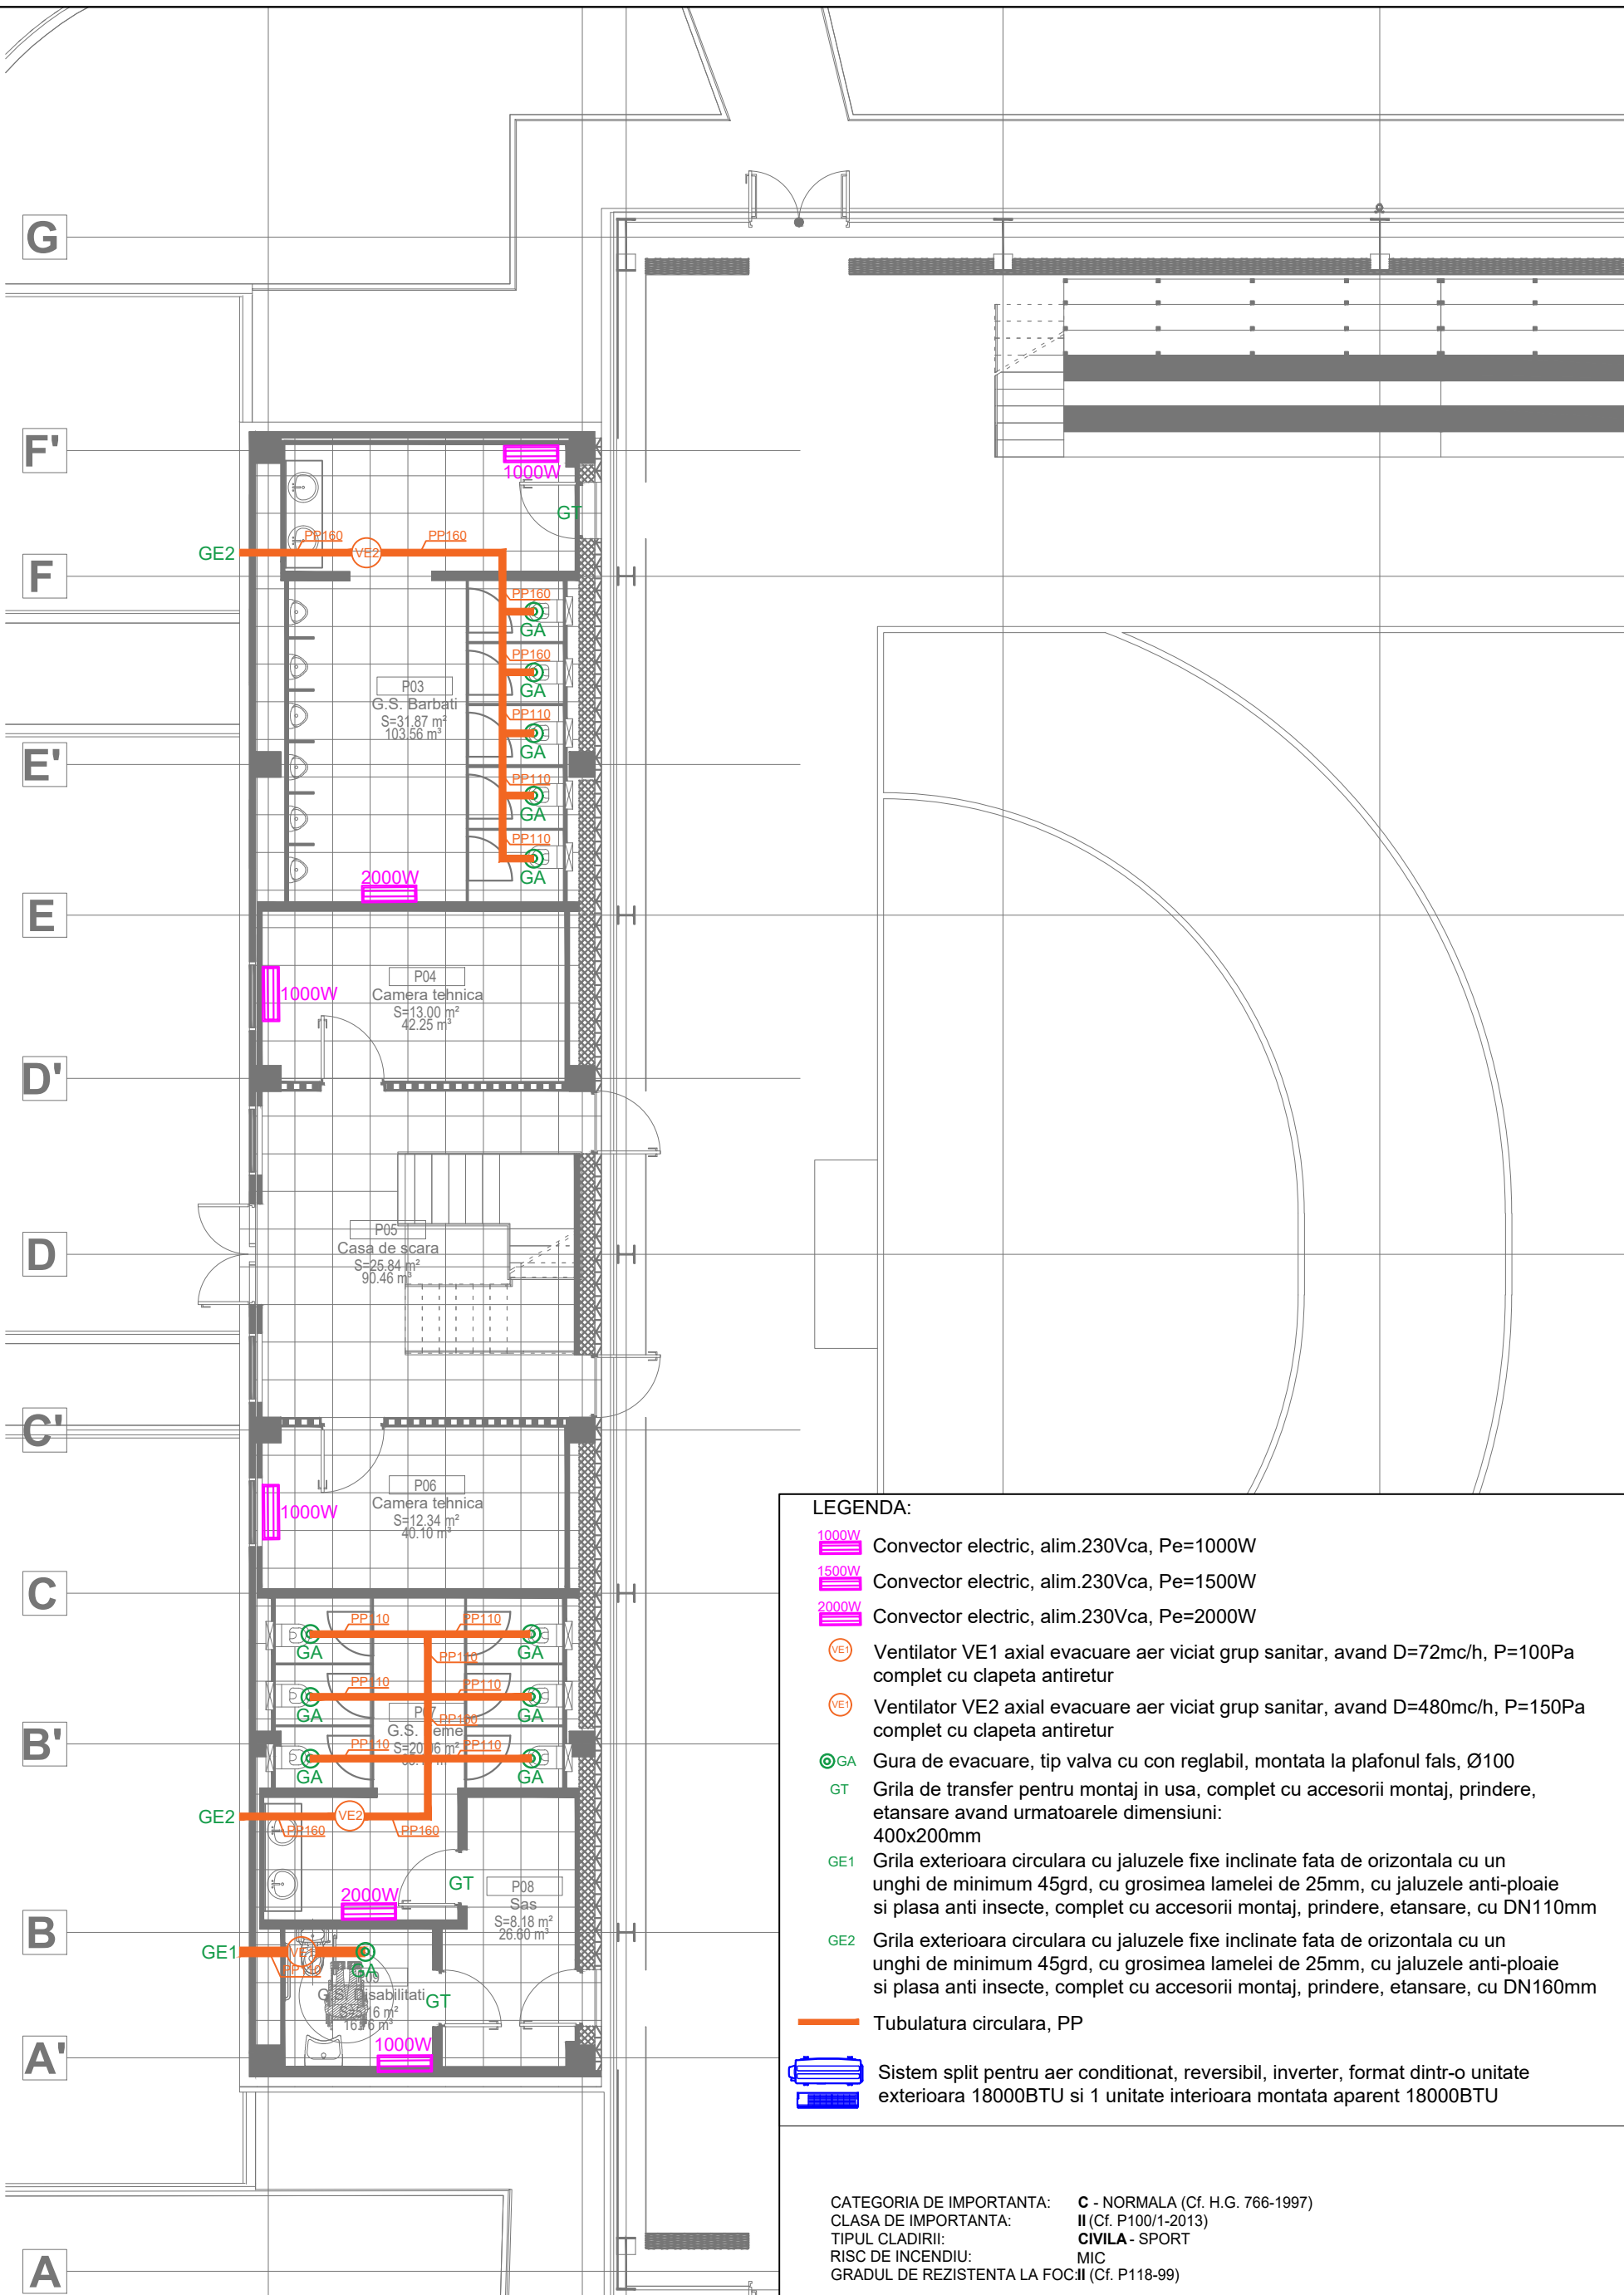 G
F'
1000W
GT
PP160
PP160
GE2
VE2
F
PP160
GA
PP160
GA
P03
G.S. Barbati
S=31.87 m²
103.56 m³
PP110
GA
E'
PP110
GA
PP110
GA
2000W
E
P04
Camera tehnica
S=13.00 m²
42.25 m³
1000W
D'
P05
Casa de scara
S=25.84 m²
90.46 m³
D
C'
P06
Camera tehnica
S=12.34 m²
40.10 m³
1000W
C
PP110
PP110
GA
GA
PP110
PP110
PP110
GA
GA
G.S.
B'
PP110
PP110
GA
GA
GE2
VE2
PP160
PP160
GT
P08
Sas
S=8.18 m²
26.60 m³
2000W
B
GE1
GA
G.S. Disabilitati
GT
1000W
A'
A
LEGENDA:
1000W
Convector electric, alim.230Vca, Pe=1000W
1500W
Convector electric, alim.230Vca, Pe=1500W
2000W
Convector electric, alim.230Vca, Pe=2000W
VE1 Ventilator VE1 axial evacuare aer viciat grup sanitar, avand D=72mc/h, P=100Pa
complet cu clapeta antiretur
VE1 Ventilator VE2 axial evacuare aer viciat grup sanitar, avand D=480mc/h, P=150Pa
complet cu clapeta antiretur
GA Gura de evacuare, tip valva cu con reglabil, montata la plafonul fals, Ø100
GT Grila de transfer pentru montaj in usa, complet cu accesorii montaj, prindere,
etansare avand urmatoarele dimensiuni:
400x200mm
GE1 Grila exterioara circulara cu jaluzele fixe inclinate fata de orizontala cu un
unghi de minimum 45grd, cu grosimea lamelei de 25mm, cu jaluzele anti-ploaie
si plasa anti insecte, complet cu accesorii montaj, prindere, etansare, cu DN110mm
GE2 Grila exterioara circulara cu jaluzele fixe inclinate fata de orizontala cu un
unghi de minimum 45grd, cu grosimea lamelei de 25mm, cu jaluzele anti-ploaie
si plasa anti insecte, complet cu accesorii montaj, prindere, etansare, cu DN160mm
Tubulatura circulara, PP
Sistem split pentru aer conditionat, reversibil, inverter, format dintr-o unitate
exterioara 18000BTU si 1 unitate interioara montata aparent 18000BTU
CATEGORIA DE IMPORTANTA: C - NORMALA (Cf. H.G. 766-1997)
CLASA DE IMPORTANTA: II (Cf. P100/1-2013)
TIPUL CLADIRII: CIVILA - SPORT
RISC DE INCENDIU: MIC
GRADUL DE REZISTENTA LA FOC: II (Cf. P118-99)